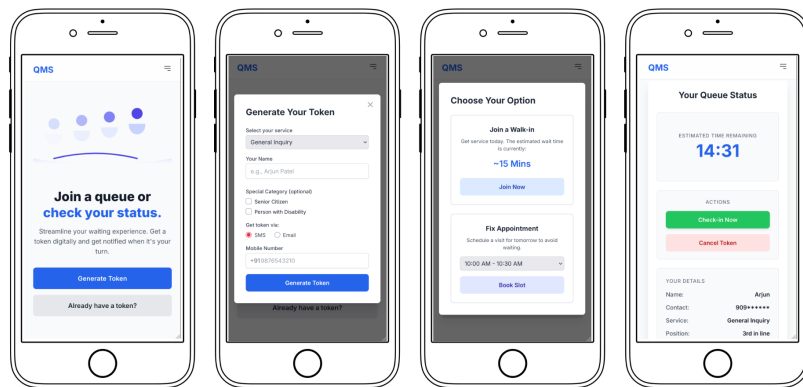 QMS
Join a queue or
check your status.
Streamline your waiting experience. Get a
token digitally and get notified when it's your
turn.
Generate Token
Already have a token?
QMS
Generate Your Token
Select your service
General Inquiry
Your Name
e.g., Arjun Patel
Special Category (optional)
Senior Citizen
Person with Disability
Get token via:
SMS
Email
Mobile Number
+919876543210
Generate Token
Already have a token?
QMS
Choose Your Option
Join a Walk-in
Get service today. The estimated wait time
is currently:
~15 Mins
Join Now
Fix Appointment
Schedule a visit for tomorrow to avoid
waiting.
10:00 AM - 10:30 AM
Book Slot
QMS
Your Queue Status
ESTIMATED TIME REMAINING
14:31
ACTIONS
Check-in Now
Cancel Token
YOUR DETAILS
Name: Arjun
Contact: 909******
Service: General Inquiry
Position: 3rd in line